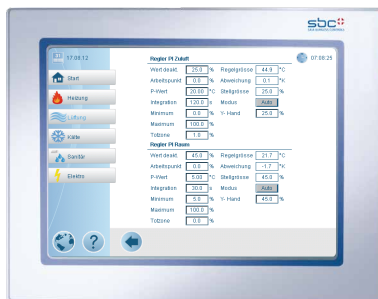 sbc
SAIA-BURGESS CONTROLS
17.08.12
07:08:25
Start
Heizung
Lüftung
Kälte
Sanitär
Elektro
Regler PI Zuluft
Wert deakt. 25.0 % Regelgrösse 44.9 °C
Arbeitspunkt 0.0 % Abweichung 0.1 °K
P-Wert 20.00 °C Stellgrösse 25.0 %
Integration 120.0 s Modus Auto
Minimum 0.0 % Y- Hand 25.0 %
Maximum 100.0 %
Totzone 1.0 %
Regler PI Raum
Wert deakt. 45.0 % Regelgrösse 21.7 °C
Arbeitspunkt 0.0 % Abweichung -1.7 °K
P-Wert 5.00 °C Stellgrösse 45.0 %
Integration 30.0 s Modus Auto
Minimum 5.0 % Y- Hand 45.0 %
Maximum 100.0 %
Totzone 0.0 %
?